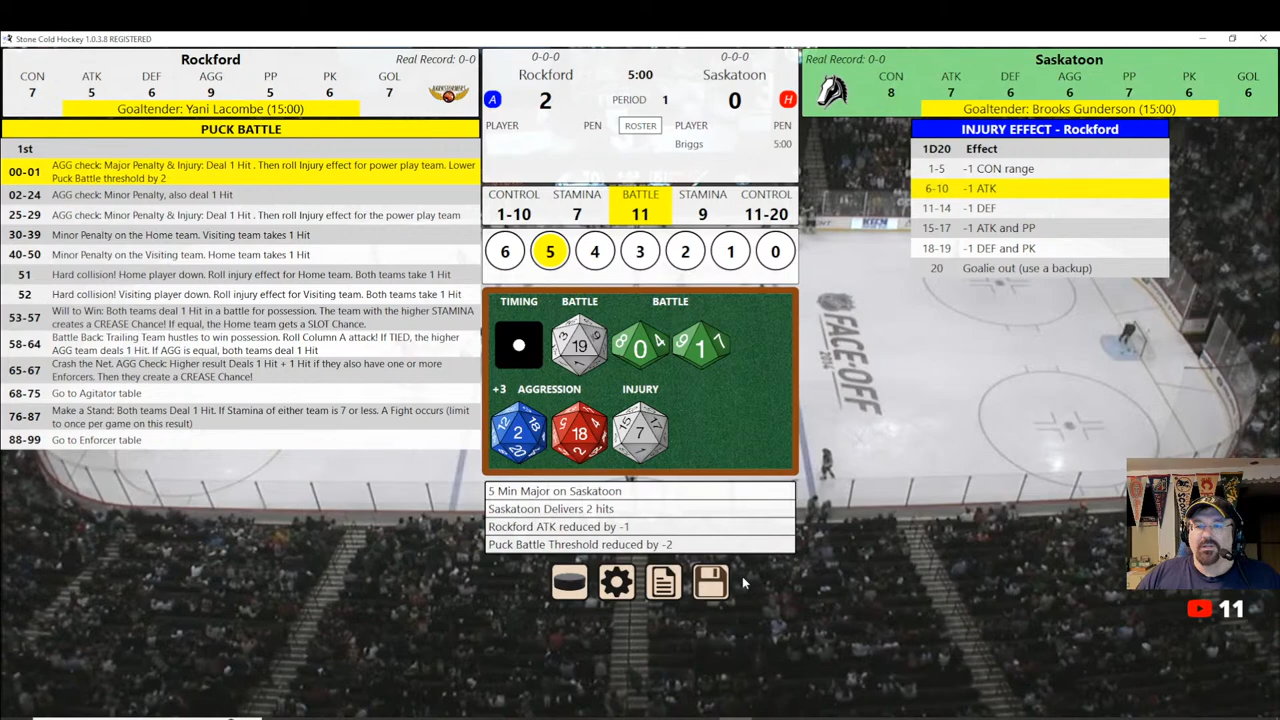 Stone Cold Hockey 1.0.3.8 REGISTERED
Rockford
Real Record: 0-0
CON ATK DEF AGG PP PK GOL
7 5 6 9 6 6 7
Goaltender: Yani Lacombe (15:00)
PUCK BATTLE
1st
00-01 AGG check: Major Penalty & Injury: Deal 1 Hit . Then roll Injury effect for power play team. Lower
Puck Battle threshold by 2
02-24 AGG check: Minor Penalty, also deal 1 Hit
25-29 AGG check: Minor Penalty & Injury: Deal 1 Hit . Then roll Injury effect for the power play team
30-39 Minor Penalty on the Home team. Visiting team takes 1 Hit
40-50 Minor Penalty on the Visiting team. Home team takes 1 Hit
51 Hard collision! Home player down. Roll injury effect for Home team. Both teams take 1 Hit
52 Hard collision! Visiting player down. Roll injury effect for Visiting team. Both teams take 1 Hit
53-57 Will to Win: Both teams deal 1 Hit in a battle for possession. The team with the higher STAMINA
creates a CREASE Chance! If equal, the Home team gets a SLOT Chance.
58-64 Battle Back: Trailing Team hustles to win possession. Roll Column A attack! If TIED, the higher
AGG team deals 1 Hit. If AGG is equal, both teams deal 1 Hit
65-67 Crash the Net. AGG Check: Higher result Deals 1 Hit + 1 Hit if they also have one or more
Enforcers. Then they create a CREASE Chance!
68-75 Go to Agitator table
76-87 Make a Stand: Both teams Deal 1 Hit. If Stamina of either team is 7 or less. A Fight occurs (limit
to once per game on this result)
88-99 Go to Enforcer table
0-0-0 0-0-0
Rockford 5:00 Saskatoon
A 2 PERIOD 1 0 H
PLAYER PEN ROSTER PLAYER PEN
Briggs 5:00
CONTROL STAMINA BATTLE STAMINA CONTROL
1-10 7 11 9 11-20
6 5 4 3 2 1 0
TIMING BATTLE BATTLE
19 0 1
+3 AGGRESSION INJURY
2 18 7
5 Min Major on Saskatoon
Saskatoon Delivers 2 hits
Rockford ATK reduced by -1
Puck Battle Threshold reduced by -2
Real Record: 0-0
Saskatoon
CON ATK DEF AGG PP PK GOL
8 7 6 6 7 6 6
Goaltender: Brooks Gunderson (15:00)
INJURY EFFECT - Rockford
1D20 Effect
1-5 -1 CON range
6-10 -1 ATK
11-14 -1 DEF
15-17 -1 ATK and PP
18-19 -1 DEF and PK
20 Goalie out (use a backup)
FACE-OFF
11